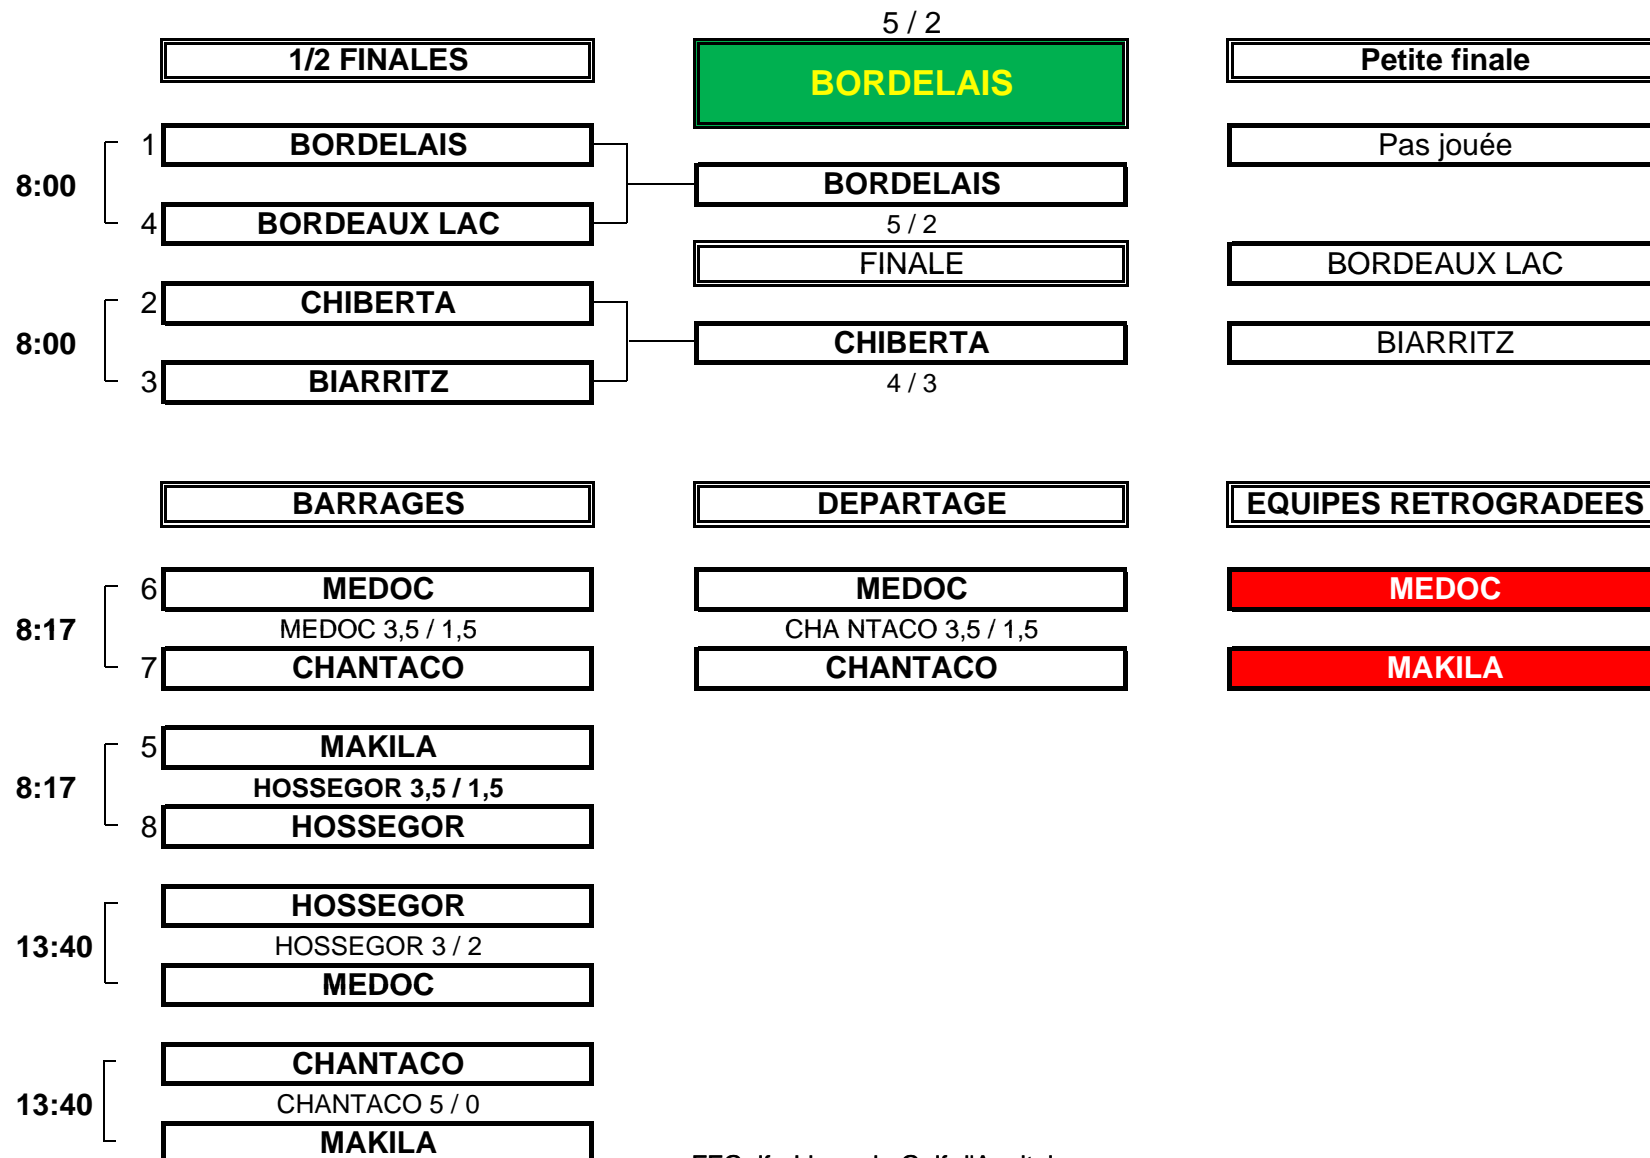 5 / 2
1/2 FINALES
BORDELAIS
Petite finale
1 BORDELAIS
Pas jouée
8:00
BORDELAIS
4 BORDEAUX LAC
5 / 2
FINALE
BORDEAUX LAC
2 CHIBERTA
8:00
CHIBERTA
BIARRITZ
3 BIARRITZ
4 / 3
BARRAGES
DEPARTAGE
EQUIPES RETROGRADEES
6 MEDOC
MEDOC
MEDOC
8:17
MEDOC 3,5 / 1,5
CHA NTACO 3,5 / 1,5
7 CHANTACO
CHANTACO
MAKILA
5 MAKILA
8:17
HOSSEGOR 3,5 / 1,5
8 HOSSEGOR
HOSSEGOR
13:40
HOSSEGOR 3 / 2
MEDOC
CHANTACO
13:40
CHANTACO 5 / 0
MAKILA